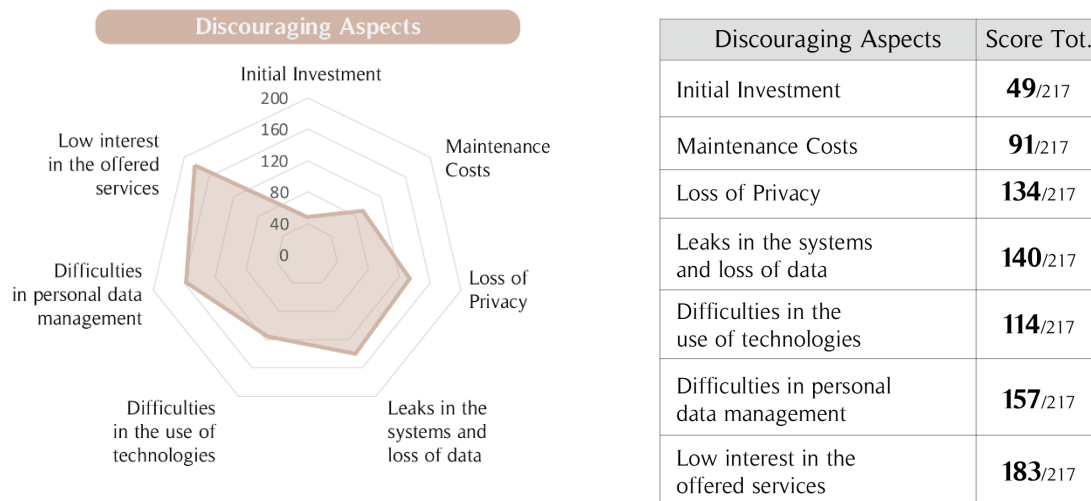 Discouraging Aspects
Initial Investment
200
160
120
80
40
0
Maintenance
Costs
Loss of
Privacy
Leaks in the
systems and
loss of data
Difficulties
in the use of
technologies
Difficulties
in personal data
management
Low interest
in the offered
services
Discouraging Aspects Score Tot.
Initial Investment 49/217
Maintenance Costs 91/217
Loss of Privacy 134/217
Leaks in the systems
and loss of data 140/217
Difficulties in the
use of technologies 114/217
Difficulties in personal
data management 157/217
Low interest in the
offered services 183/217